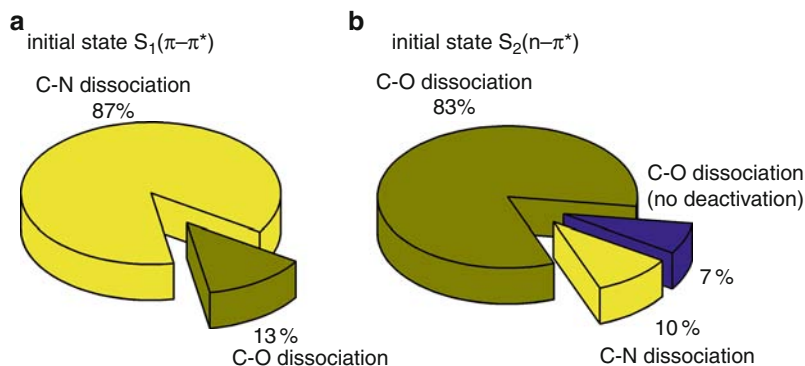 a
initial state S₁(π–π*)
C-N dissociation
87%
13 %
C-O dissociation
b
initial state S₂(n–π*)
C-O dissociation
83%
C-O dissociation
(no deactivation)
7 %
10 %
C-N dissociation